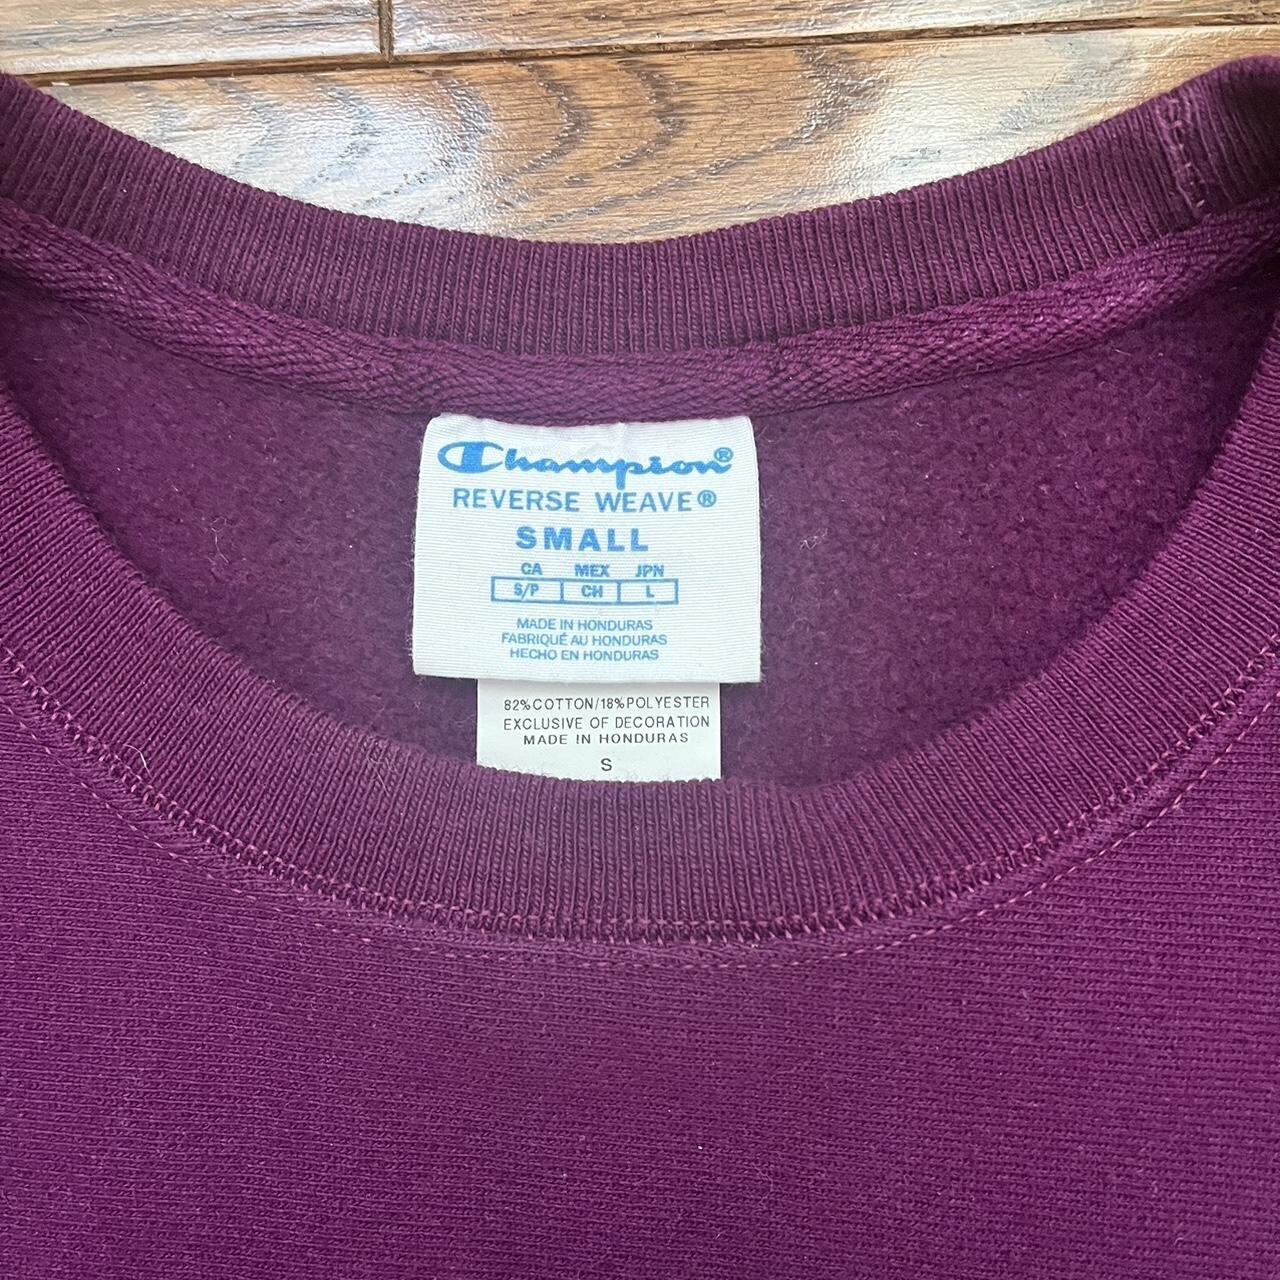 Champion®
REVERSE WEAVE®
SMALL
CA MEX JPN
S/P CH L
MADE IN HONDURAS
FABRIQUÉ AU HONDURAS
HECHO EN HONDURAS
82%COTTON/18%POLYESTER
EXCLUSIVE OF DECORATION
MADE IN HONDURAS
S